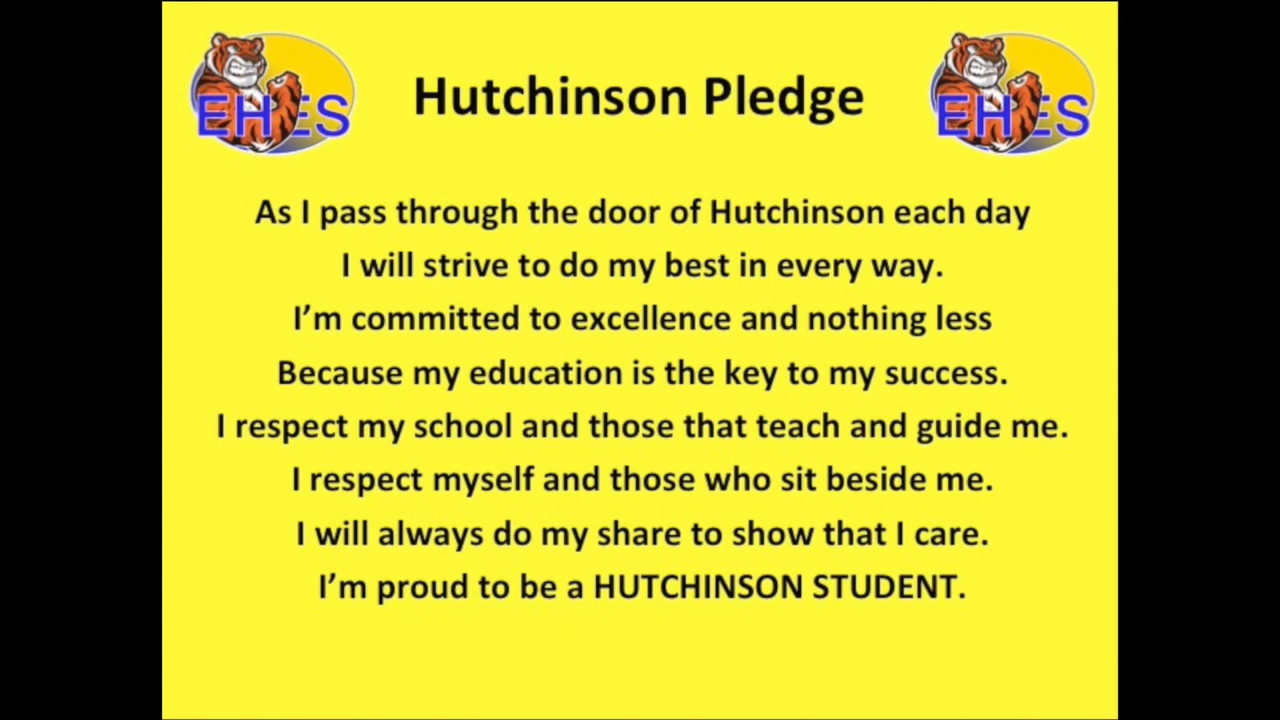 EHES
Hutchinson Pledge
EHES
As I pass through the door of Hutchinson each day
I will strive to do my best in every way.
I’m committed to excellence and nothing less
Because my education is the key to my success.
I respect my school and those that teach and guide me.
I respect myself and those who sit beside me.
I will always do my share to show that I care.
I’m proud to be a HUTCHINSON STUDENT.